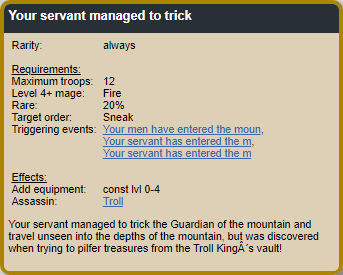 Your servant managed to trick
Rarity: always
Requirements:
Maximum troops: 12
Level 4+ mage: Fire
Rare: 20%
Target order: Sneak
Triggering events: Your men have entered the moun,
Your servant has entered the m,
Your servant has entered the m
Effects:
Add equipment: const lvl 0-4
Assassin: Troll
Your servant managed to trick the Guardian of the mountain and
travel unseen into the depths of the mountain, but was discovered
when trying to pilfer treasures from the Troll KingÂ´s vault!